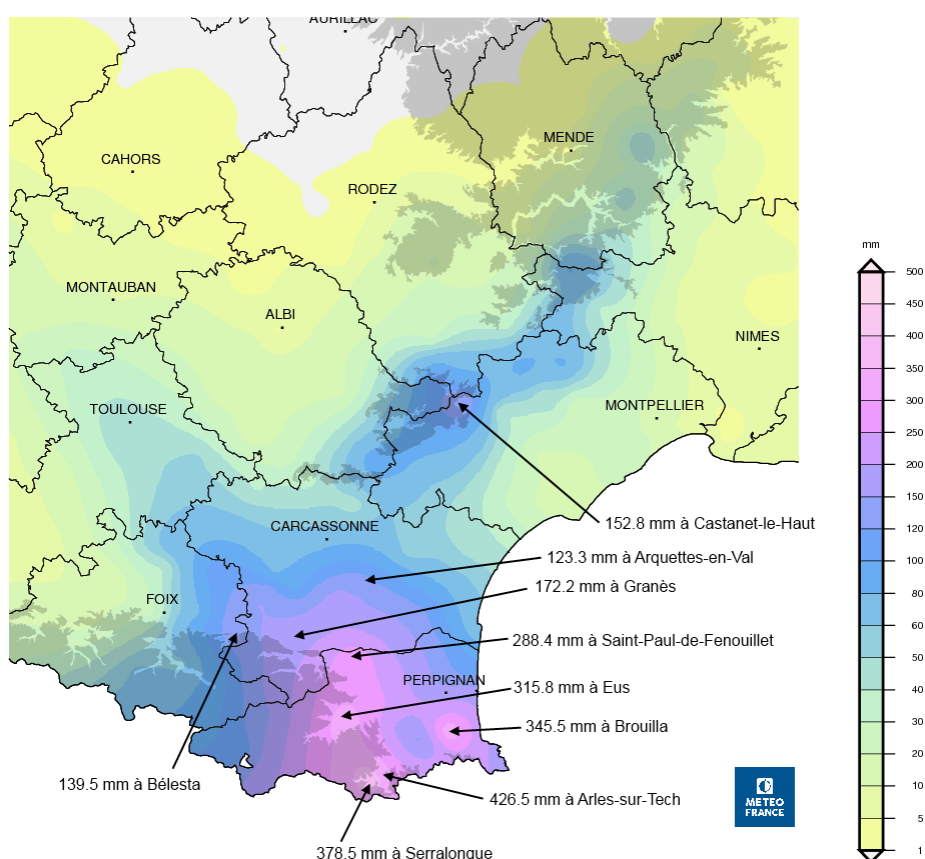 AURILLAC
MENDE
CAHORS
RODEZ
MONTAUBAN
ALBI
NIMES
TOULOUSE
MONTPELLIER
CARCASSONNE
FOIX
PERPIGNAN
152.8 mm à Castanet-le-Haut
123.3 mm à Arquettes-en-Val
172.2 mm à Granès
288.4 mm à Saint-Paul-de-Fenouillet
315.8 mm à Eus
345.5 mm à Brouilla
139.5 mm à Bélesta
426.5 mm à Arles-sur-Tech
378.5 mm à Serralongue
METEO
FRANCE
mm
500
450
400
350
300
250
200
150
120
100
80
60
50
40
30
20
10
5
1